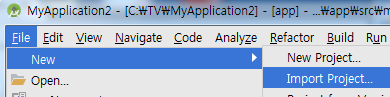 MyApplication2 - [C:₩TV₩MyApplication2] - [app] - ...₩app₩src₩m
File Edit View Navigate Code Analyze Refactor Build Run
New New Project...
Open... Import Project...